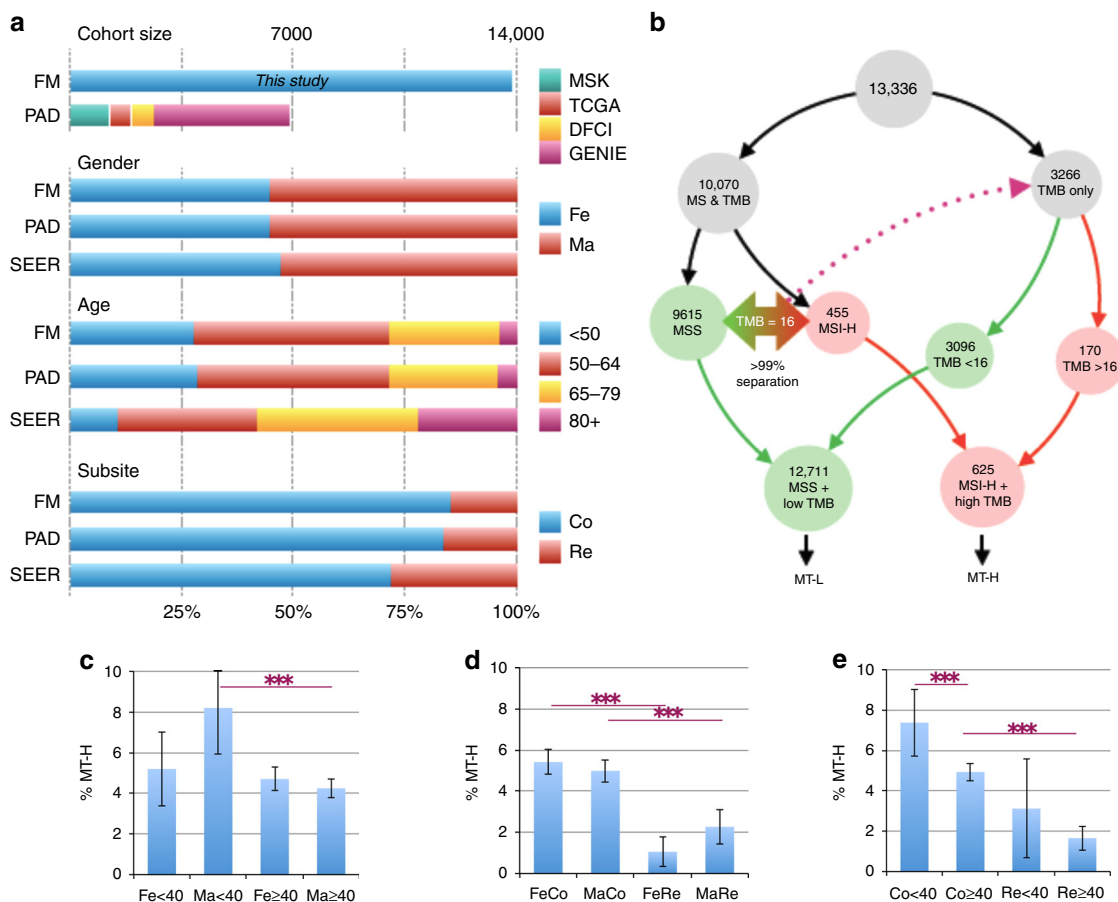 a
Cohort size 7000 14,000
FM This study
PAD
MSK
TCGA
DFCI
GENIE
Gender
FM
PAD
SEER
Fe
Ma
Age
FM
PAD
SEER
<50
50–64
65–79
80+
Subsite
FM
PAD
SEER
Co
Re
25% 50% 75% 100%
b
13,336
10,070
MS & TMB
3266
TMB only
9615
MSS
TMB = 16
455
MSI-H
>99%
separation
3096
TMB <16
170
TMB >16
12,711
MSS +
low TMB
625
MSI-H +
high TMB
MT-L
MT-H
c
% MT-H
10
8
6
4
2
0
***
Fe<40 Ma<40 Fe≥40 Ma≥40
d
% MT-H
10
8
6
4
2
0
***
***
FeCo MaCo FeRe MaRe
e
% MT-H
10
8
6
4
2
0
***
***
Co<40 Co≥40 Re<40 Re≥40